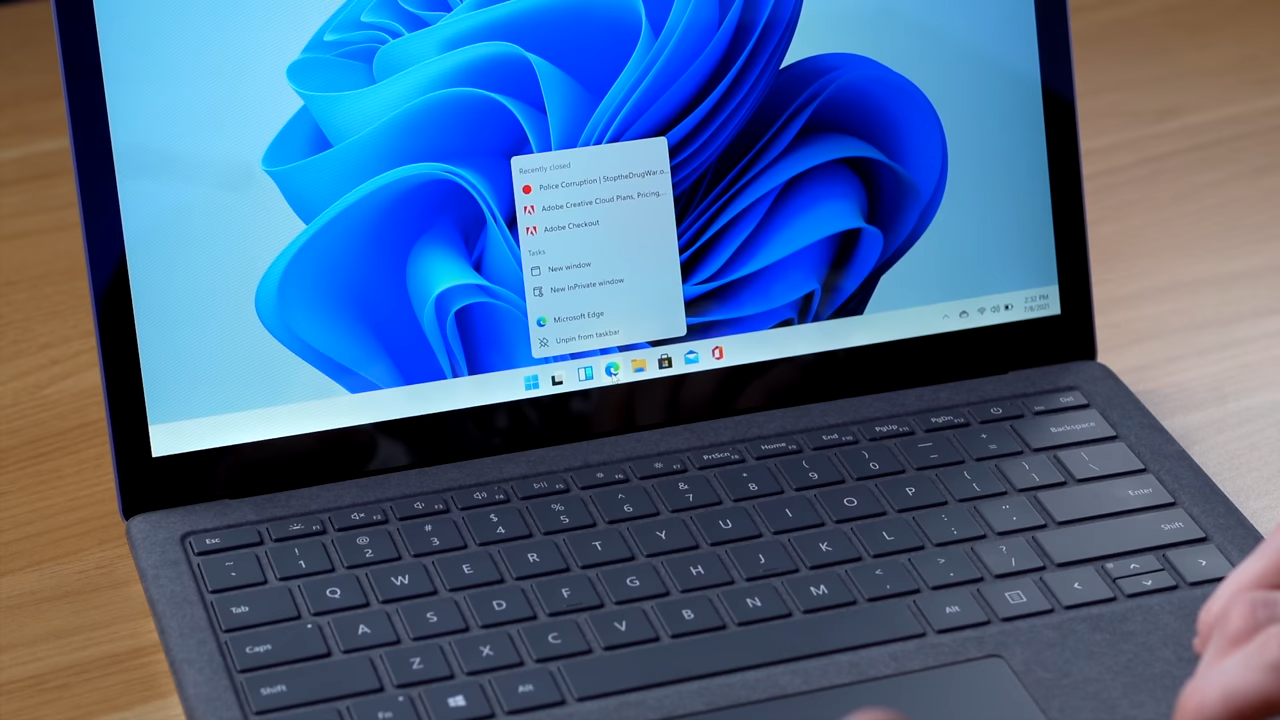 Recently closed
Police Corruption | StoptheDrugWar.o...
Adobe Creative Cloud Plans, Pricing,...
Adobe Checkout
Tasks
New window
New InPrivate window
Microsoft Edge
Unpin from taskbar
2:32 PM
7/8/2021
Esc F1 F2 F3 F4 F5 F6 F7 PrtScn F8 Home F9 End F10 PgUp F11 PgDn F12 Ins Del
~ ` ! 1 @ 2 # 3 $ 4 % 5 ^ 6 & 7 * 8 ( 9 ) 0 — - + = Backspace
Tab Q W E R T Y U I O P { [ } ] | \
Caps A S D F G H J K L : ; " ' Enter
Shift Z X C V B N M < , > . ? / Shift
Fn Alt Alt